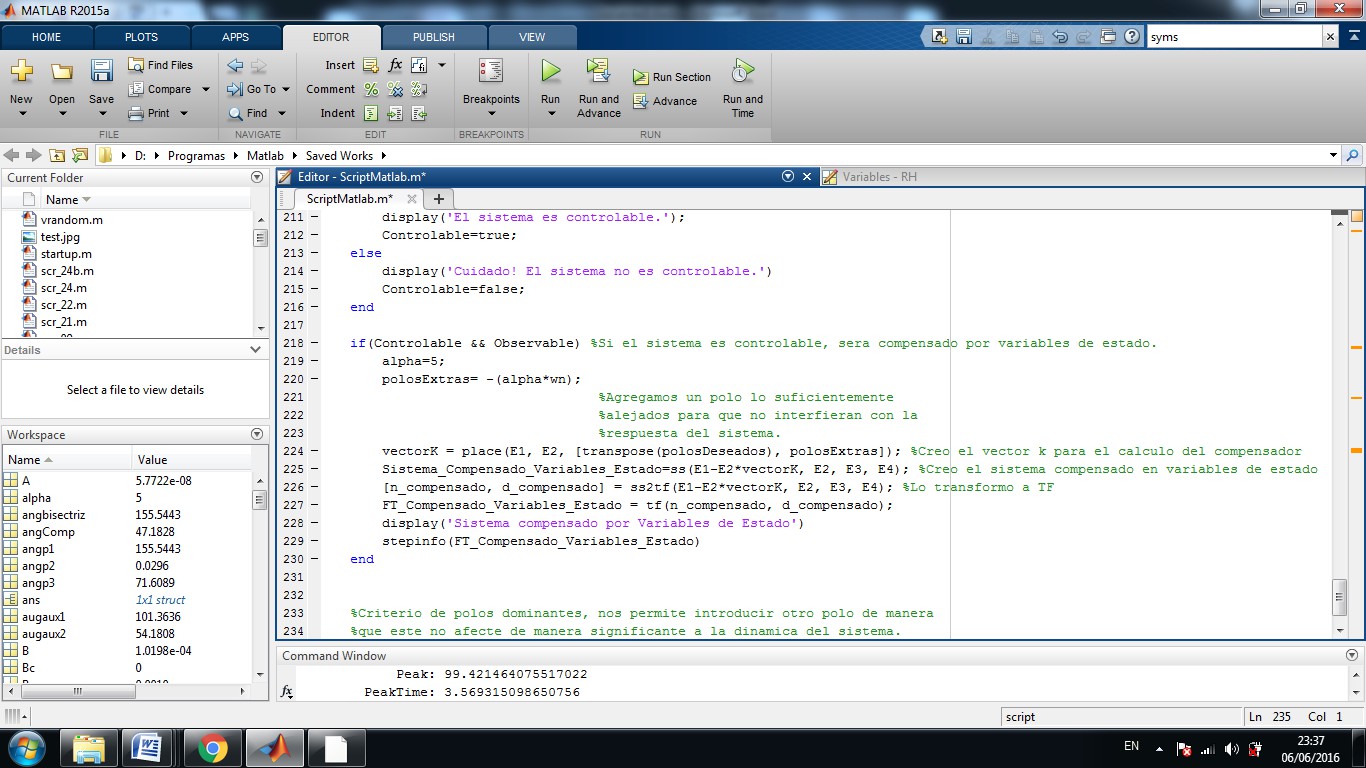 MATLAB R2015a
HOME PLOTS APPS EDITOR PUBLISH VIEW
syms
New Open Save
Find Files
Compare
Print
Go To
Find
Insert
Comment
Indent
Breakpoints
Run
Run and Advance
Run Section
Advance
Run and Time
FILE NAVIGATE EDIT BREAKPOINTS RUN
D: Programas Matlab Saved Works
Current Folder
Name
vrandom.m
test.jpg
startup.m
scr_24b.m
scr_24.m
scr_22.m
scr_21.m
Details
Select a file to view details
Workspace
Name Value
A 5.7722e-08
alpha 5
angbisectriz 155.5443
angComp 47.1828
angp1 155.5443
angp2 0.0296
angp3 71.6089
ans 1x1 struct
augaux1 101.3636
augaux2 54.1808
B 1.0198e-04
Bc 0
Editor - ScriptMatlab.m*
Variables - RH
ScriptMatlab.m*
211 – display('El sistema es controlable.');
212 – Controlable=true;
213 – else
214 – display('Cuidado! El sistema no es controlable.')
215 – Controlable=false;
216 – end
217
218 – if(Controlable && Observable) %Si el sistema es controlable, sera compensado por variables de estado.
219 – alpha=5;
220 – polosExtras= -(alpha*wn);
221 %Agregamos un polo lo suficientemente
222 %alejados para que no interfieran con la
223 %respuesta del sistema.
224 – vectorK = place(E1, E2, [transpose(polosDeseados), polosExtras]); %Creo el vector k para el calculo del compensador
225 – Sistema_Compensado_Variables_Estado=ss(E1-E2*vectorK, E2, E3, E4); %Creo el sistema compensado en variables de estado
226 – [n_compensado, d_compensado] = ss2tf(E1-E2*vectorK, E2, E3, E4); %Lo transformo a TF
227 – FT_Compensado_Variables_Estado = tf(n_compensado, d_compensado);
228 – display('Sistema compensado por Variables de Estado')
229 – stepinfo(FT_Compensado_Variables_Estado)
230 – end
231
232
233 %Criterio de polos dominantes, nos permite introducir otro polo de manera
234 %que este no afecte de manera significante a la dinamica del sistema.
Command Window
Peak: 99.421464075517022
PeakTime: 3.569315098650756
fx
script
Ln 235 Col 1
EN
23:37
06/06/2016